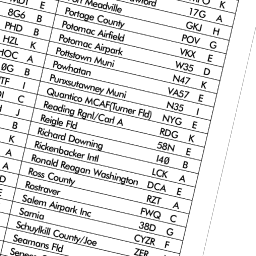 17G A
Meadville GKJ H
MDT E Portage County POV G
8G6 B Potomac Airfield VKX E
PHD B Potomac Airpark W35 D
HZL K Pottstown Muni N47 K
HOC A Powhatan VA57 E
B Punxsutawney Muni N35 I
I Quantico MCAF(Turner Fld) NYG E
C Reading Rgnl/Carl A RDG K
J Reigle Fld 58N E
B Richard Downing I40 B
K Rickenbacker Intl LCK A
A Ronald Reagan Washington DCA E
A Ross County RZT A
Rostraver FWQ C
Salem Airpark Inc 38D G
Sarnia CYZR F
Schuylkill County/Joe ZER
Seamans Fld